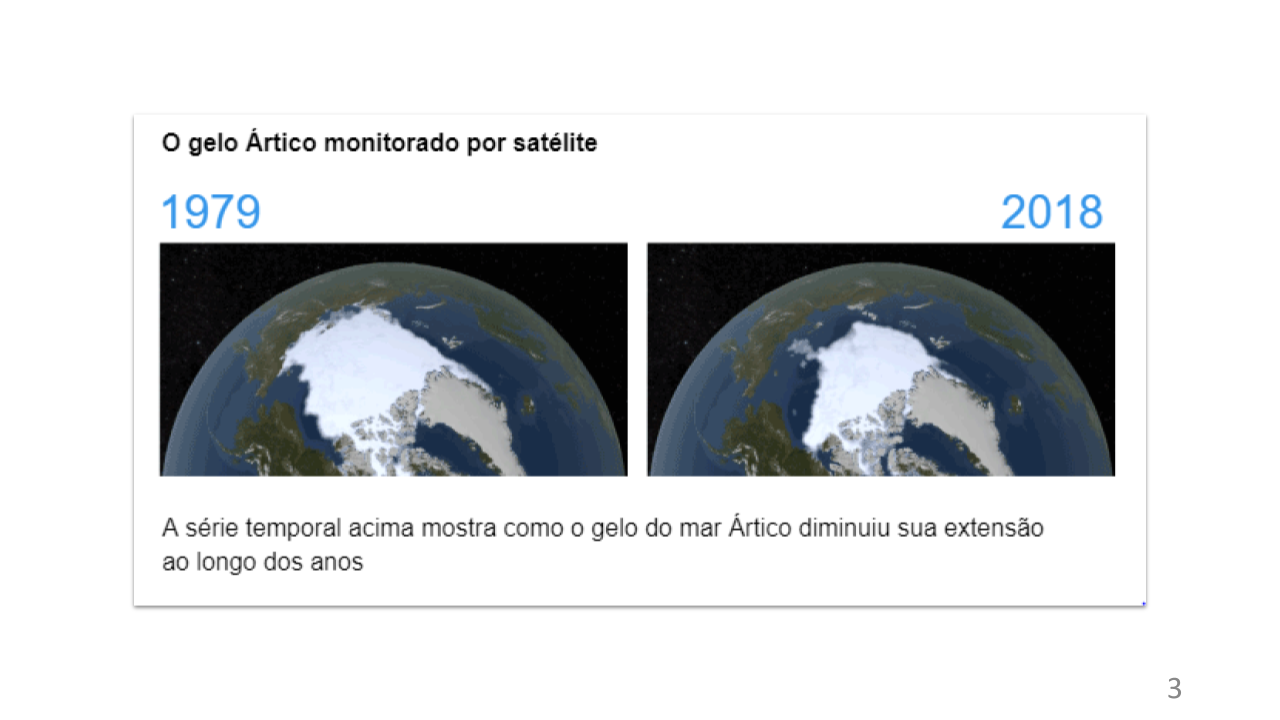 O gelo Ártico monitorado por satélite
1979
2018
A série temporal acima mostra como o gelo do mar Ártico diminuiu sua extensão
ao longo dos anos
3